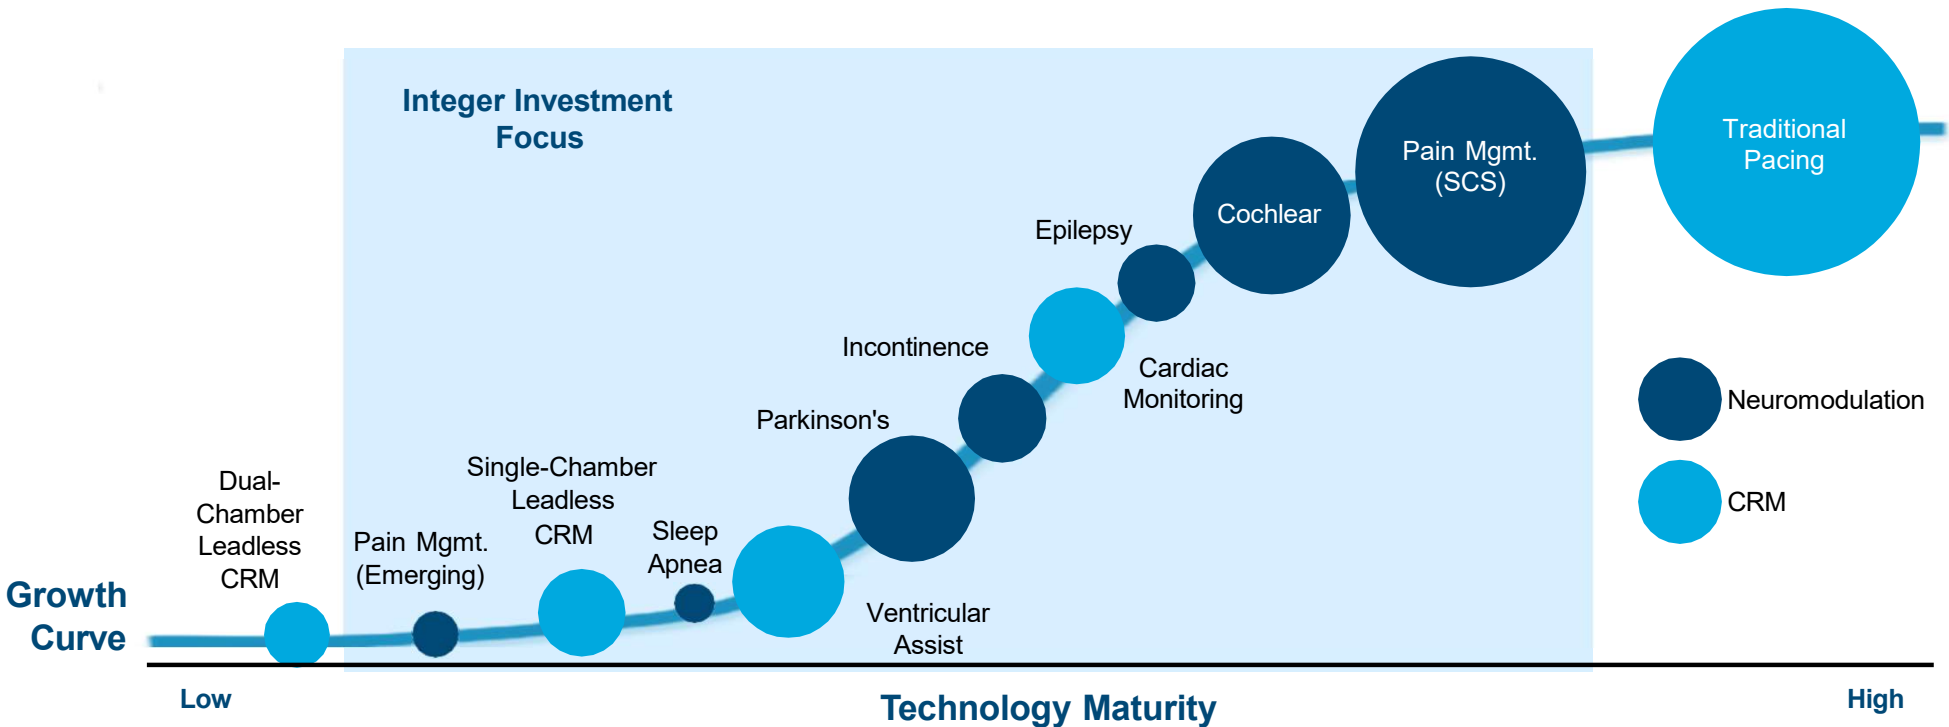 Integer Investment
Focus
Traditional
Pacing
Pain Mgmt.
(SCS)
Cochlear
Epilepsy
Incontinence
Cardiac
Monitoring
Neuromodulation
CRM
Parkinson's
Single-Chamber
Leadless
CRM
Dual-
Chamber
Leadless
CRM
Pain Mgmt.
(Emerging)
Sleep
Apnea
Ventricular
Assist
Growth
Curve
Low
Technology Maturity
High